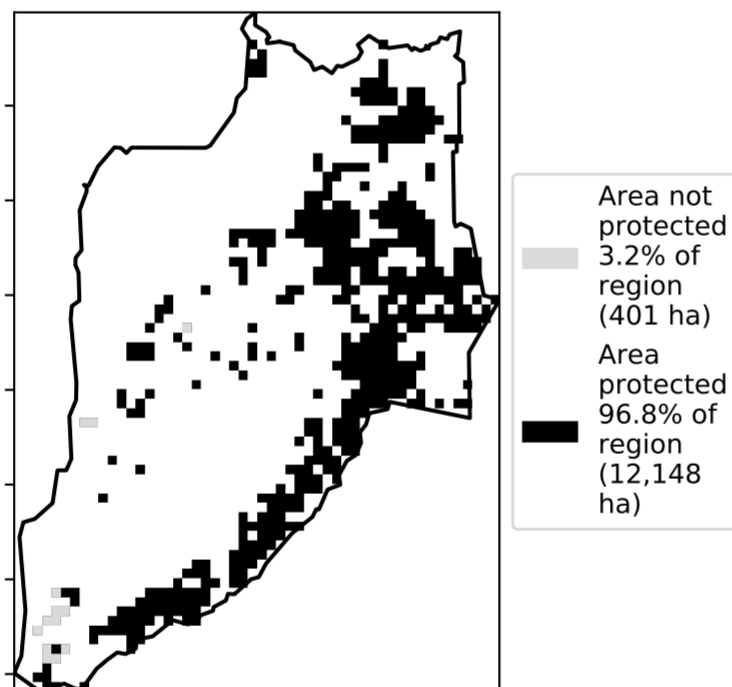 Area not
protected
3.2% of
region
(401 ha)
Area
protected
96.8% of
region
(12,148
ha)